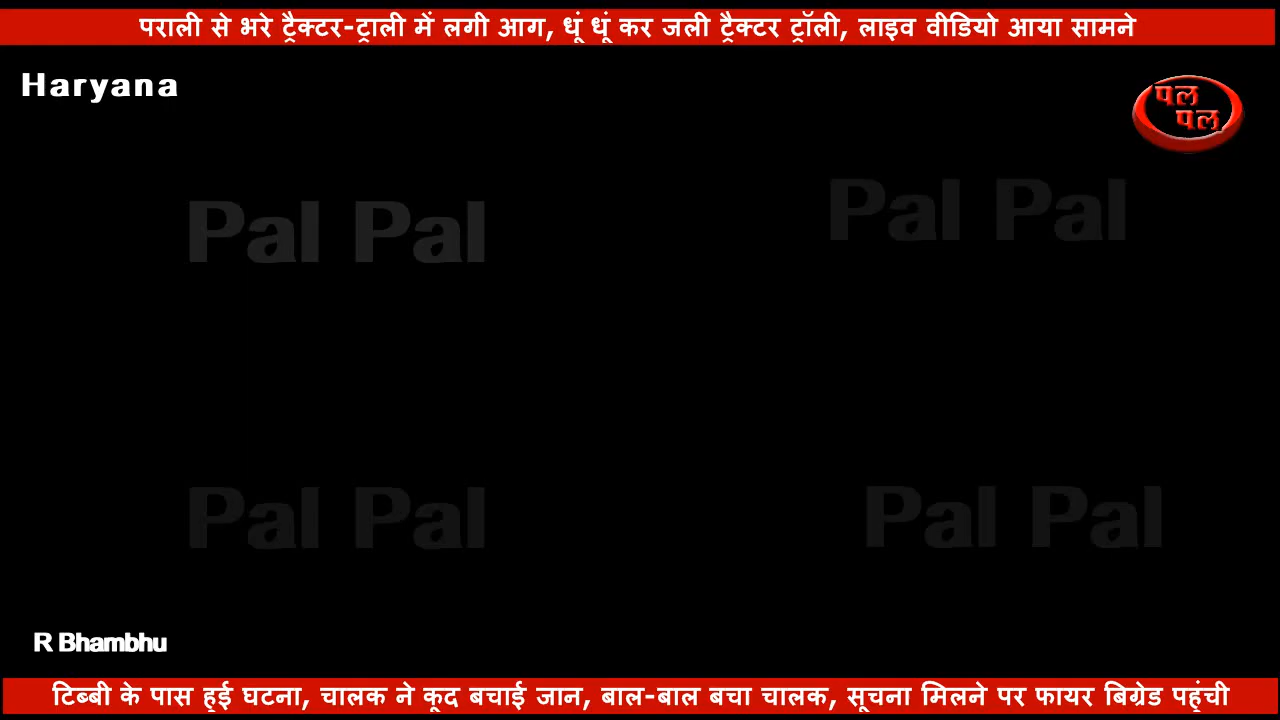 पराली से भरे ट्रैक्टर-ट्राली में लगी आग, धूं धूं कर जली ट्रैक्टर ट्रॉली, लाइव वीडियो आया सामने
Haryana
पल
पल
Pal Pal
Pal Pal
Pal Pal
Pal Pal
R Bhambhu
टिब्बी के पास हुई घटना, चालक ने कूद बचाई जान, बाल-बाल बचा चालक, सूचना मिलने पर फायर बिग्रेड पहुंची